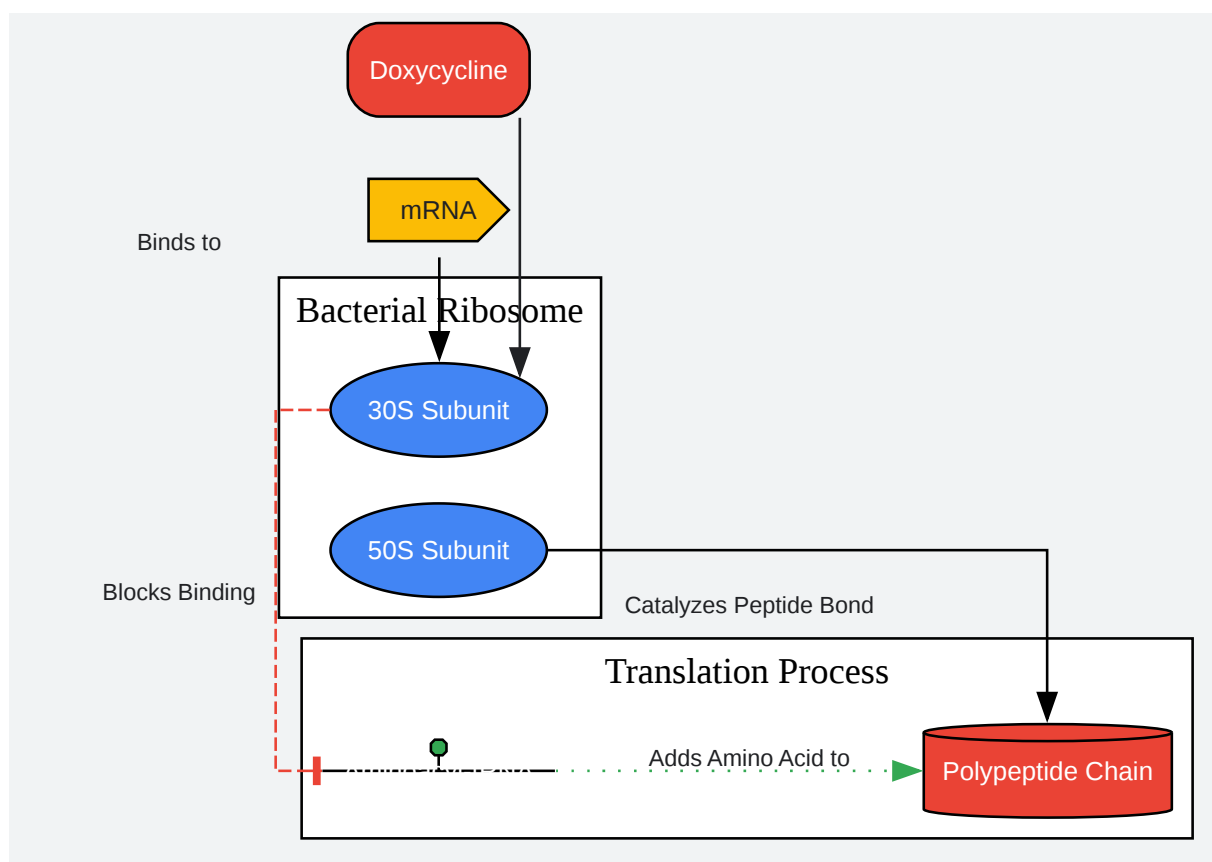 Doxycycline
mRNA
Binds to
Bacterial Ribosome
30S Subunit
50S Subunit
Blocks Binding
Catalyzes Peptide Bond
Translation Process
Adds Amino Acid to
Polypeptide Chain